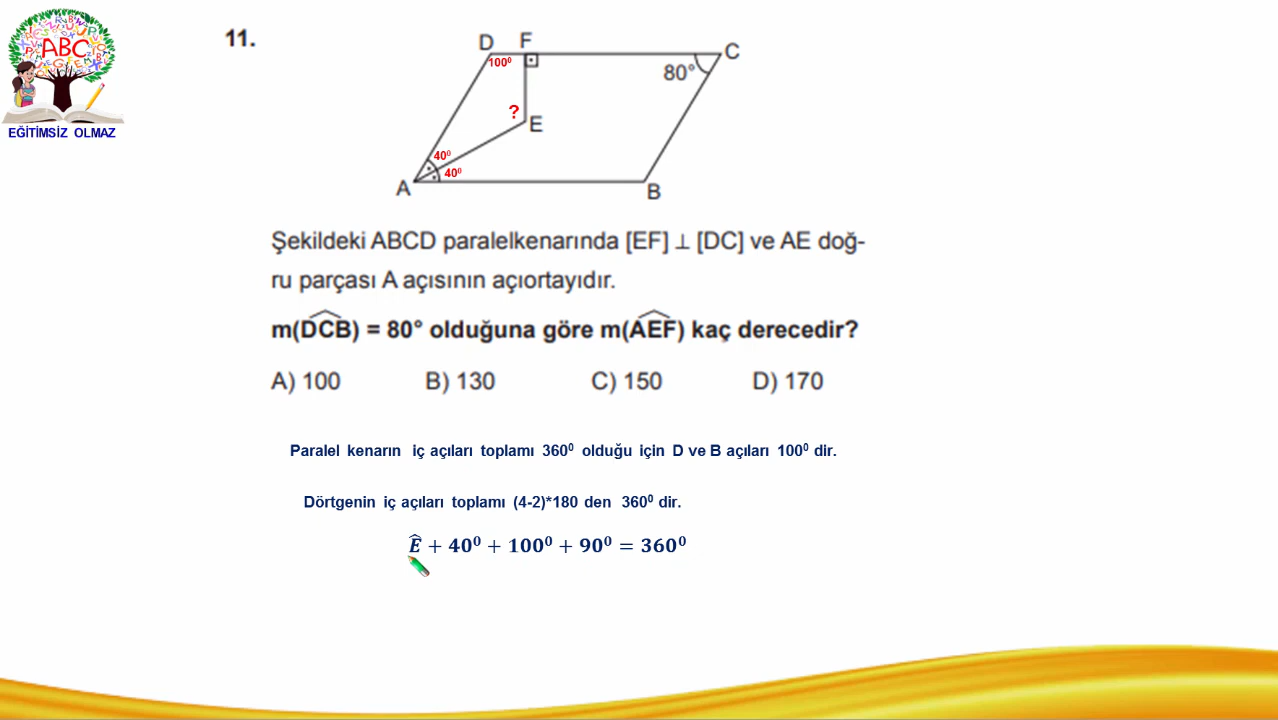 ABC
EĞİTİMSİZ OLMAZ
11.
D F C
100⁰
80°
?
E
40⁰
40⁰
A B
Şekildeki ABCD paralelkenarında [EF] ⊥ [DC] ve AE doğ-
ru parçası A açısının açıortayıdır.
m(DCB) = 80° olduğuna göre m(AEF) kaç derecedir?
A) 100 B) 130 C) 150 D) 170
Paralel kenarın iç açıları toplamı 360⁰ olduğu için D ve B açıları 100⁰ dir.
Dörtgenin iç açıları toplamı (4-2)*180 den 360⁰ dir.
Ê + 40⁰ + 100⁰ + 90⁰ = 360⁰